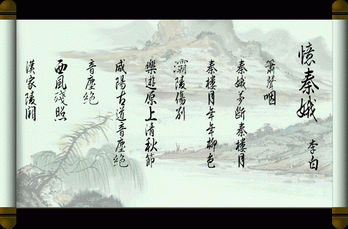 憶秦娥
李白
簫聲咽
秦娥夢斷秦樓月
秦樓月年年柳色
灞陵傷別
樂遊原上清秋節
咸陽古道音塵絕
音塵絕
西風殘照
漢家陵闕